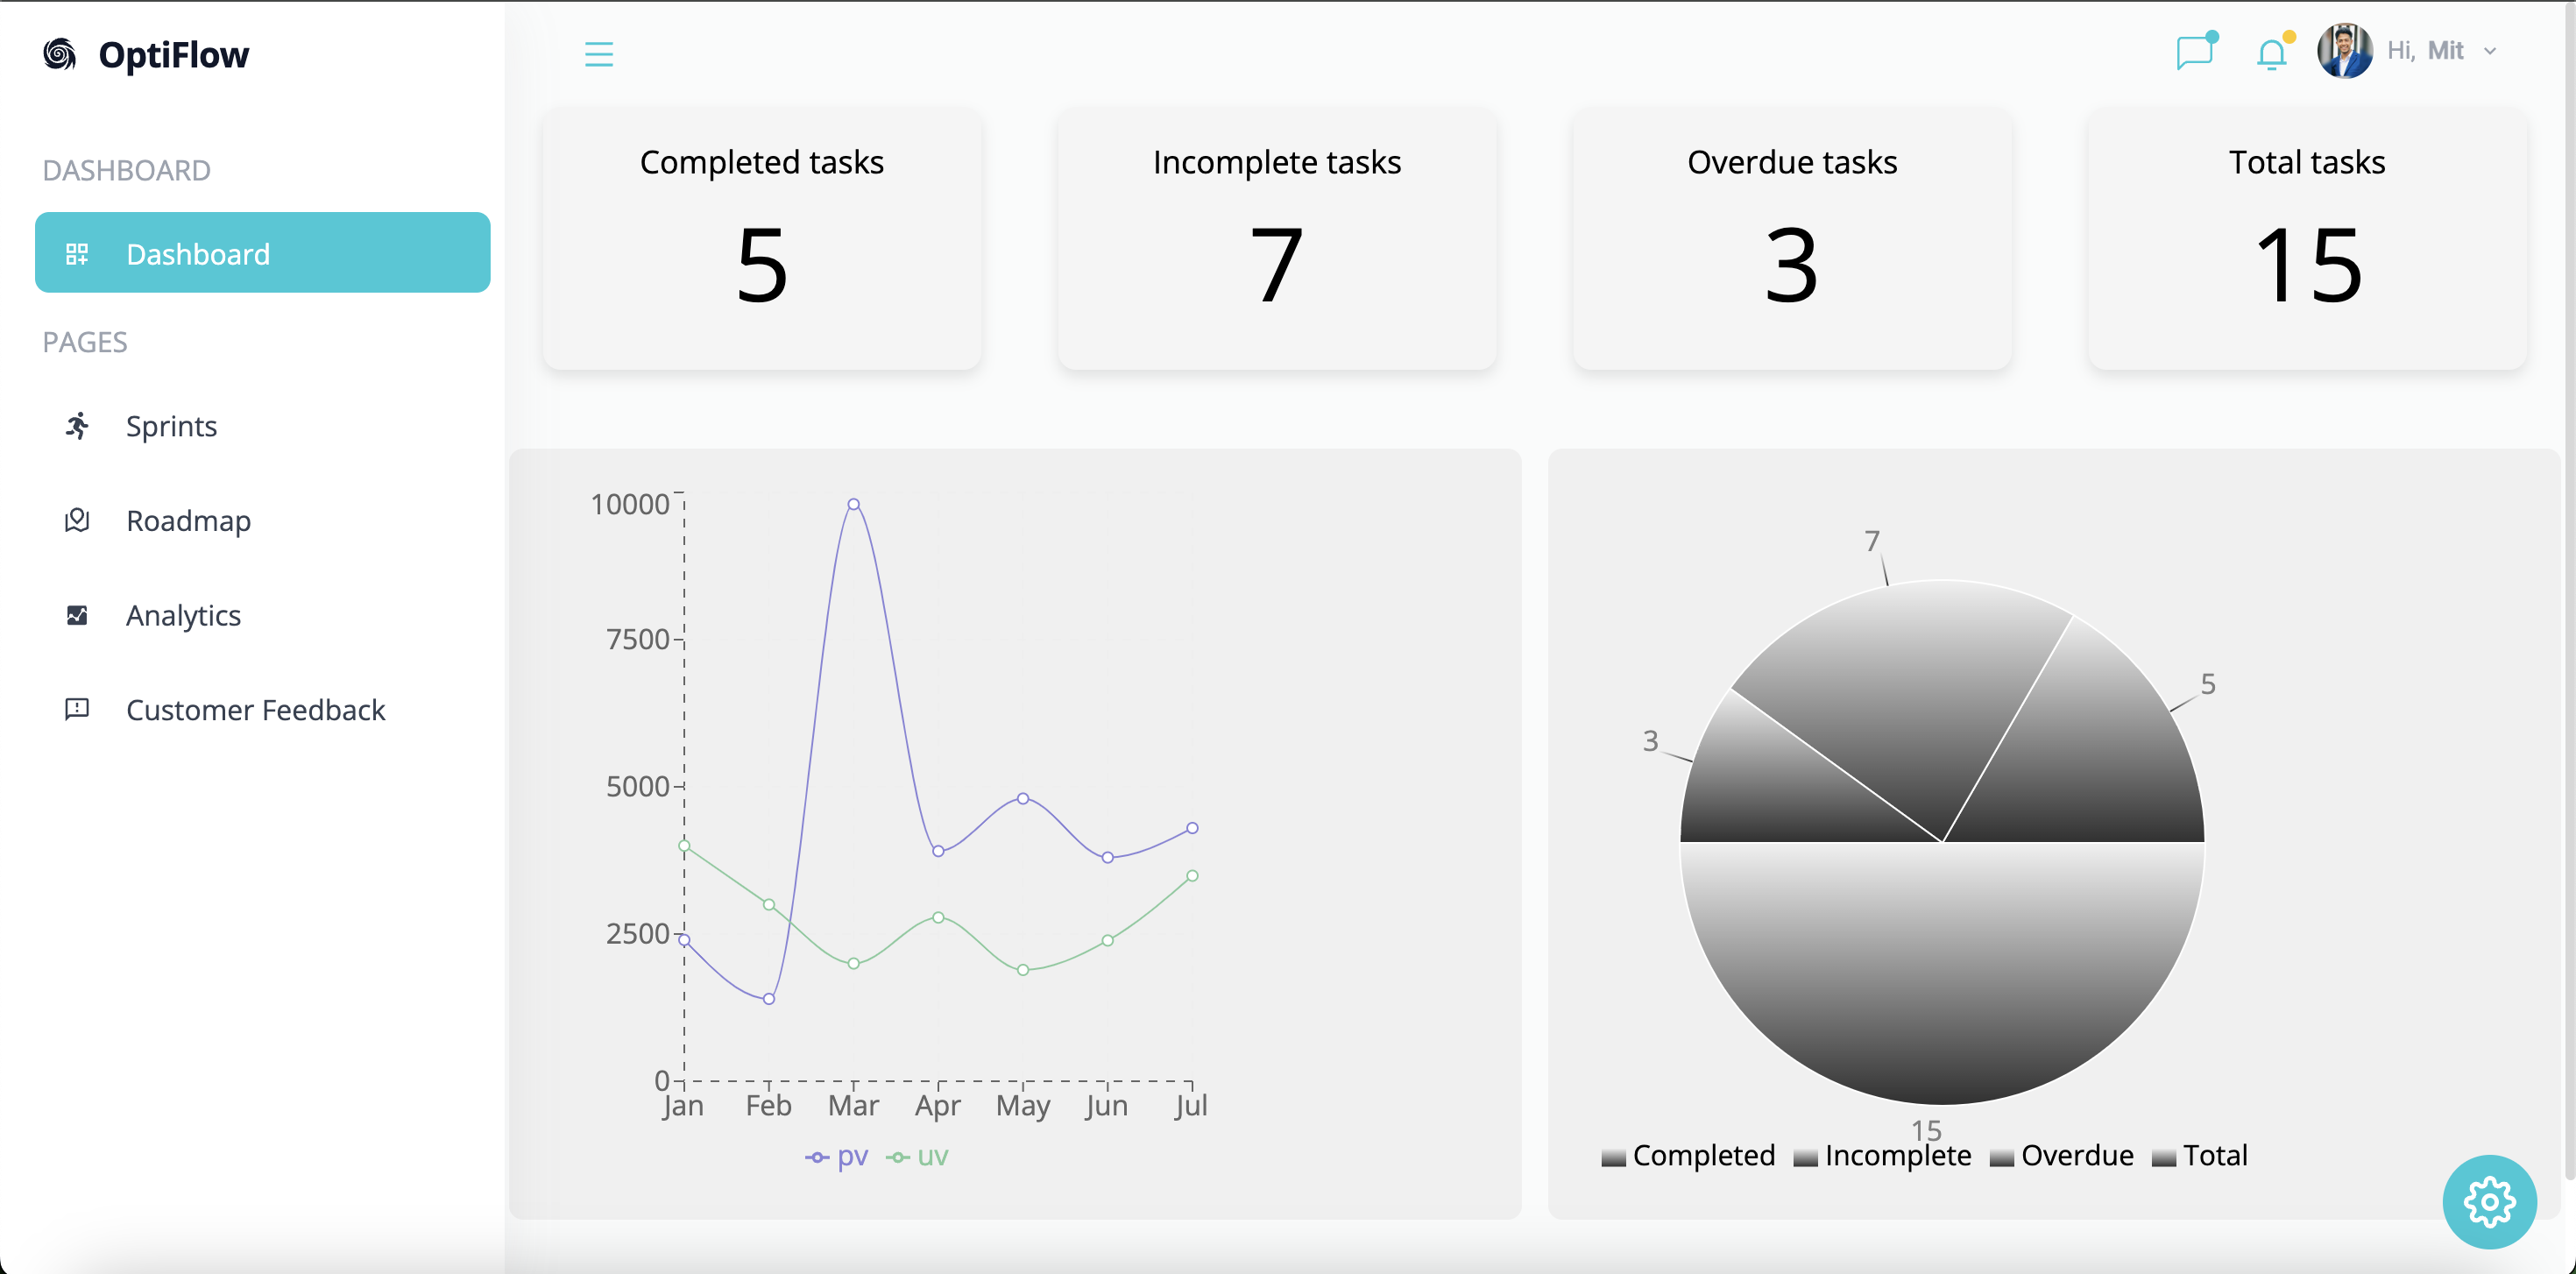 OptiFlow
Hi, Mit
DASHBOARD
Dashboard
PAGES
Sprints
Roadmap
Analytics
Customer Feedback
Completed tasks
5
Incomplete tasks
7
Overdue tasks
3
Total tasks
15
10000
7500
5000
2500
0
Jan Feb Mar Apr May Jun Jul
pv uv
7
5
3
15
Completed Incomplete Overdue Total